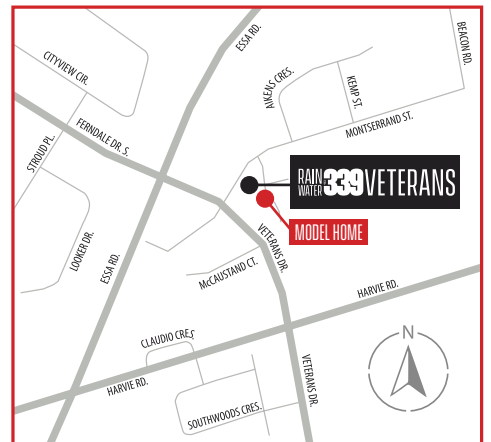 ESSA RD.
BEACON RD.
CITYVIEW CIR.
AIKENS CRES.
KEMP ST.
MONTSERRAND ST.
FERNDALE DR. S.
STROUD PL.
RAIN
WATER
339 VETERANS
MODEL HOME
LOOKER DR.
ESSA RD.
VETERANS DR.
McCAUSTAND CT.
HARVIE RD.
CLAUDIO CRES
N
HARVIE RD.
VETERANS DR.
SOUTHWOODS CRES.